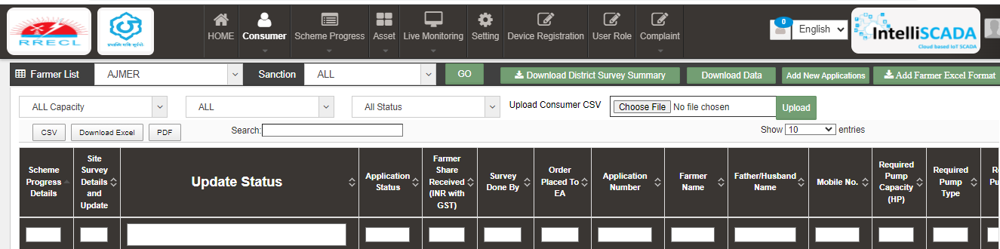 RRECL
HOME
Consumer
Scheme Progress
Asset
Live Monitoring
Setting
Device Registration
User Role
Complaint
0
English
IntelliSCADA
Cloud based IoT SCADA
Farmer List
AJMER
Sanction
ALL
GO
Download District Survey Summary
Download Data
Add New Applications
Add Farmer Excel Format
ALL Capacity
ALL
All Status
Upload Consumer CSV
Choose File No file chosen
Upload
CSV
Download Excel
PDF
Search:
Show 10 entries
Scheme
Progress
Details
Site
Survey
Details
and
Update
Update Status
Application
Status
Farmer
Share
Received
(INR with
GST)
Survey
Done By
Order
Placed To
EA
Application
Number
Farmer
Name
Father/Husband
Name
Mobile No.
Required
Pump
Capacity
(HP)
Required
Pump
Type